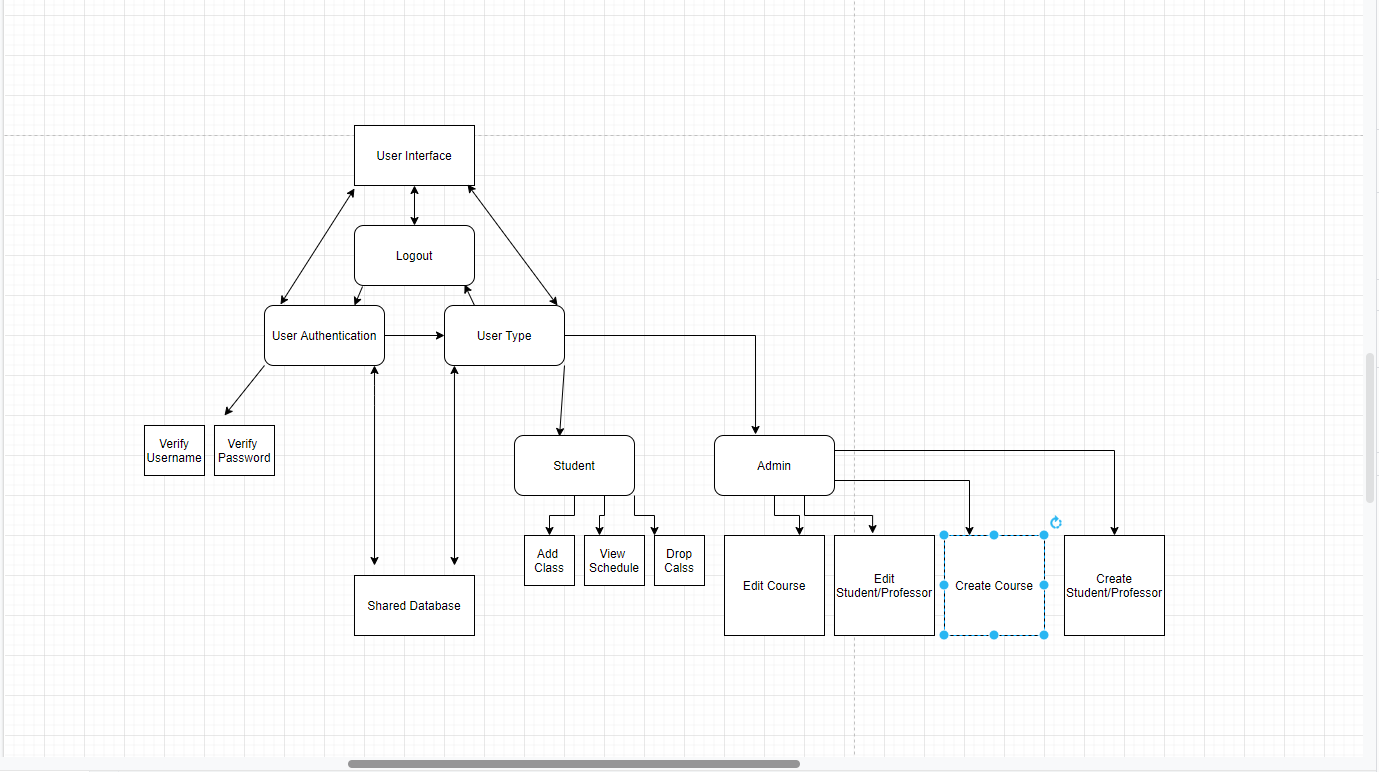 User Interface
Logout
User Authentication
User Type
Verify
Username
Verify
Password
Student
Admin
Add
Class
View
Schedule
Drop
Calss
Edit Course
Edit
Student/Professor
Create Course
Create
Student/Professor
Shared Database